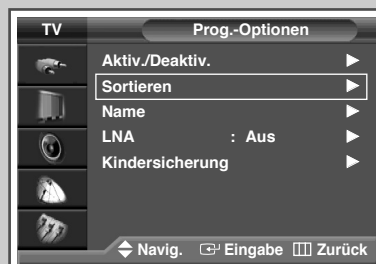 TV Prog.-Optionen
Aktiv./Deaktiv.
Sortieren
Name
LNA : Aus
Kindersicherung
Navig. Eingabe Zurück